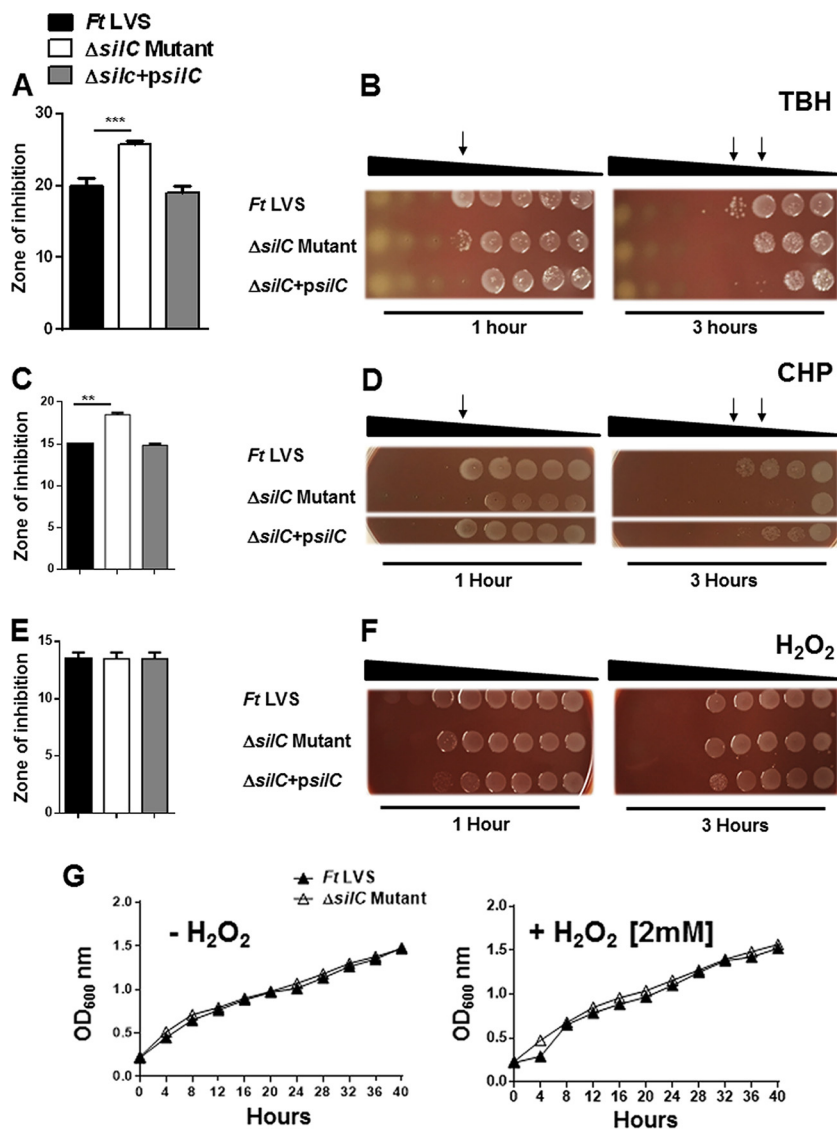 Ft LVS
ΔsilC Mutant
Δsilc+psilC
A
Zone of inhibition
30
20
10
0
***
B
TBH
Ft LVS
ΔsilC Mutant
ΔsilC+psilC
1 hour
3 hours
C
Zone of inhibition
20
15
10
5
0
**
D
CHP
Ft LVS
ΔsilC Mutant
ΔsilC+psilC
1 Hour
3 Hours
E
Zone of inhibition
15
10
5
0
F
H2O2
Ft LVS
ΔsilC Mutant
ΔsilC+psilC
1 Hour
3 Hours
G
Ft LVS
ΔsilC Mutant
- H2O2
OD600 nm
2.0
1.5
1.0
0.5
0.0
0 4 8 12 16 20 24 28 32 36 40
Hours
+ H2O2 [2mM]
OD600 nm
2.0
1.5
1.0
0.5
0.0
0 4 8 12 16 20 24 28 32 36 40
Hours